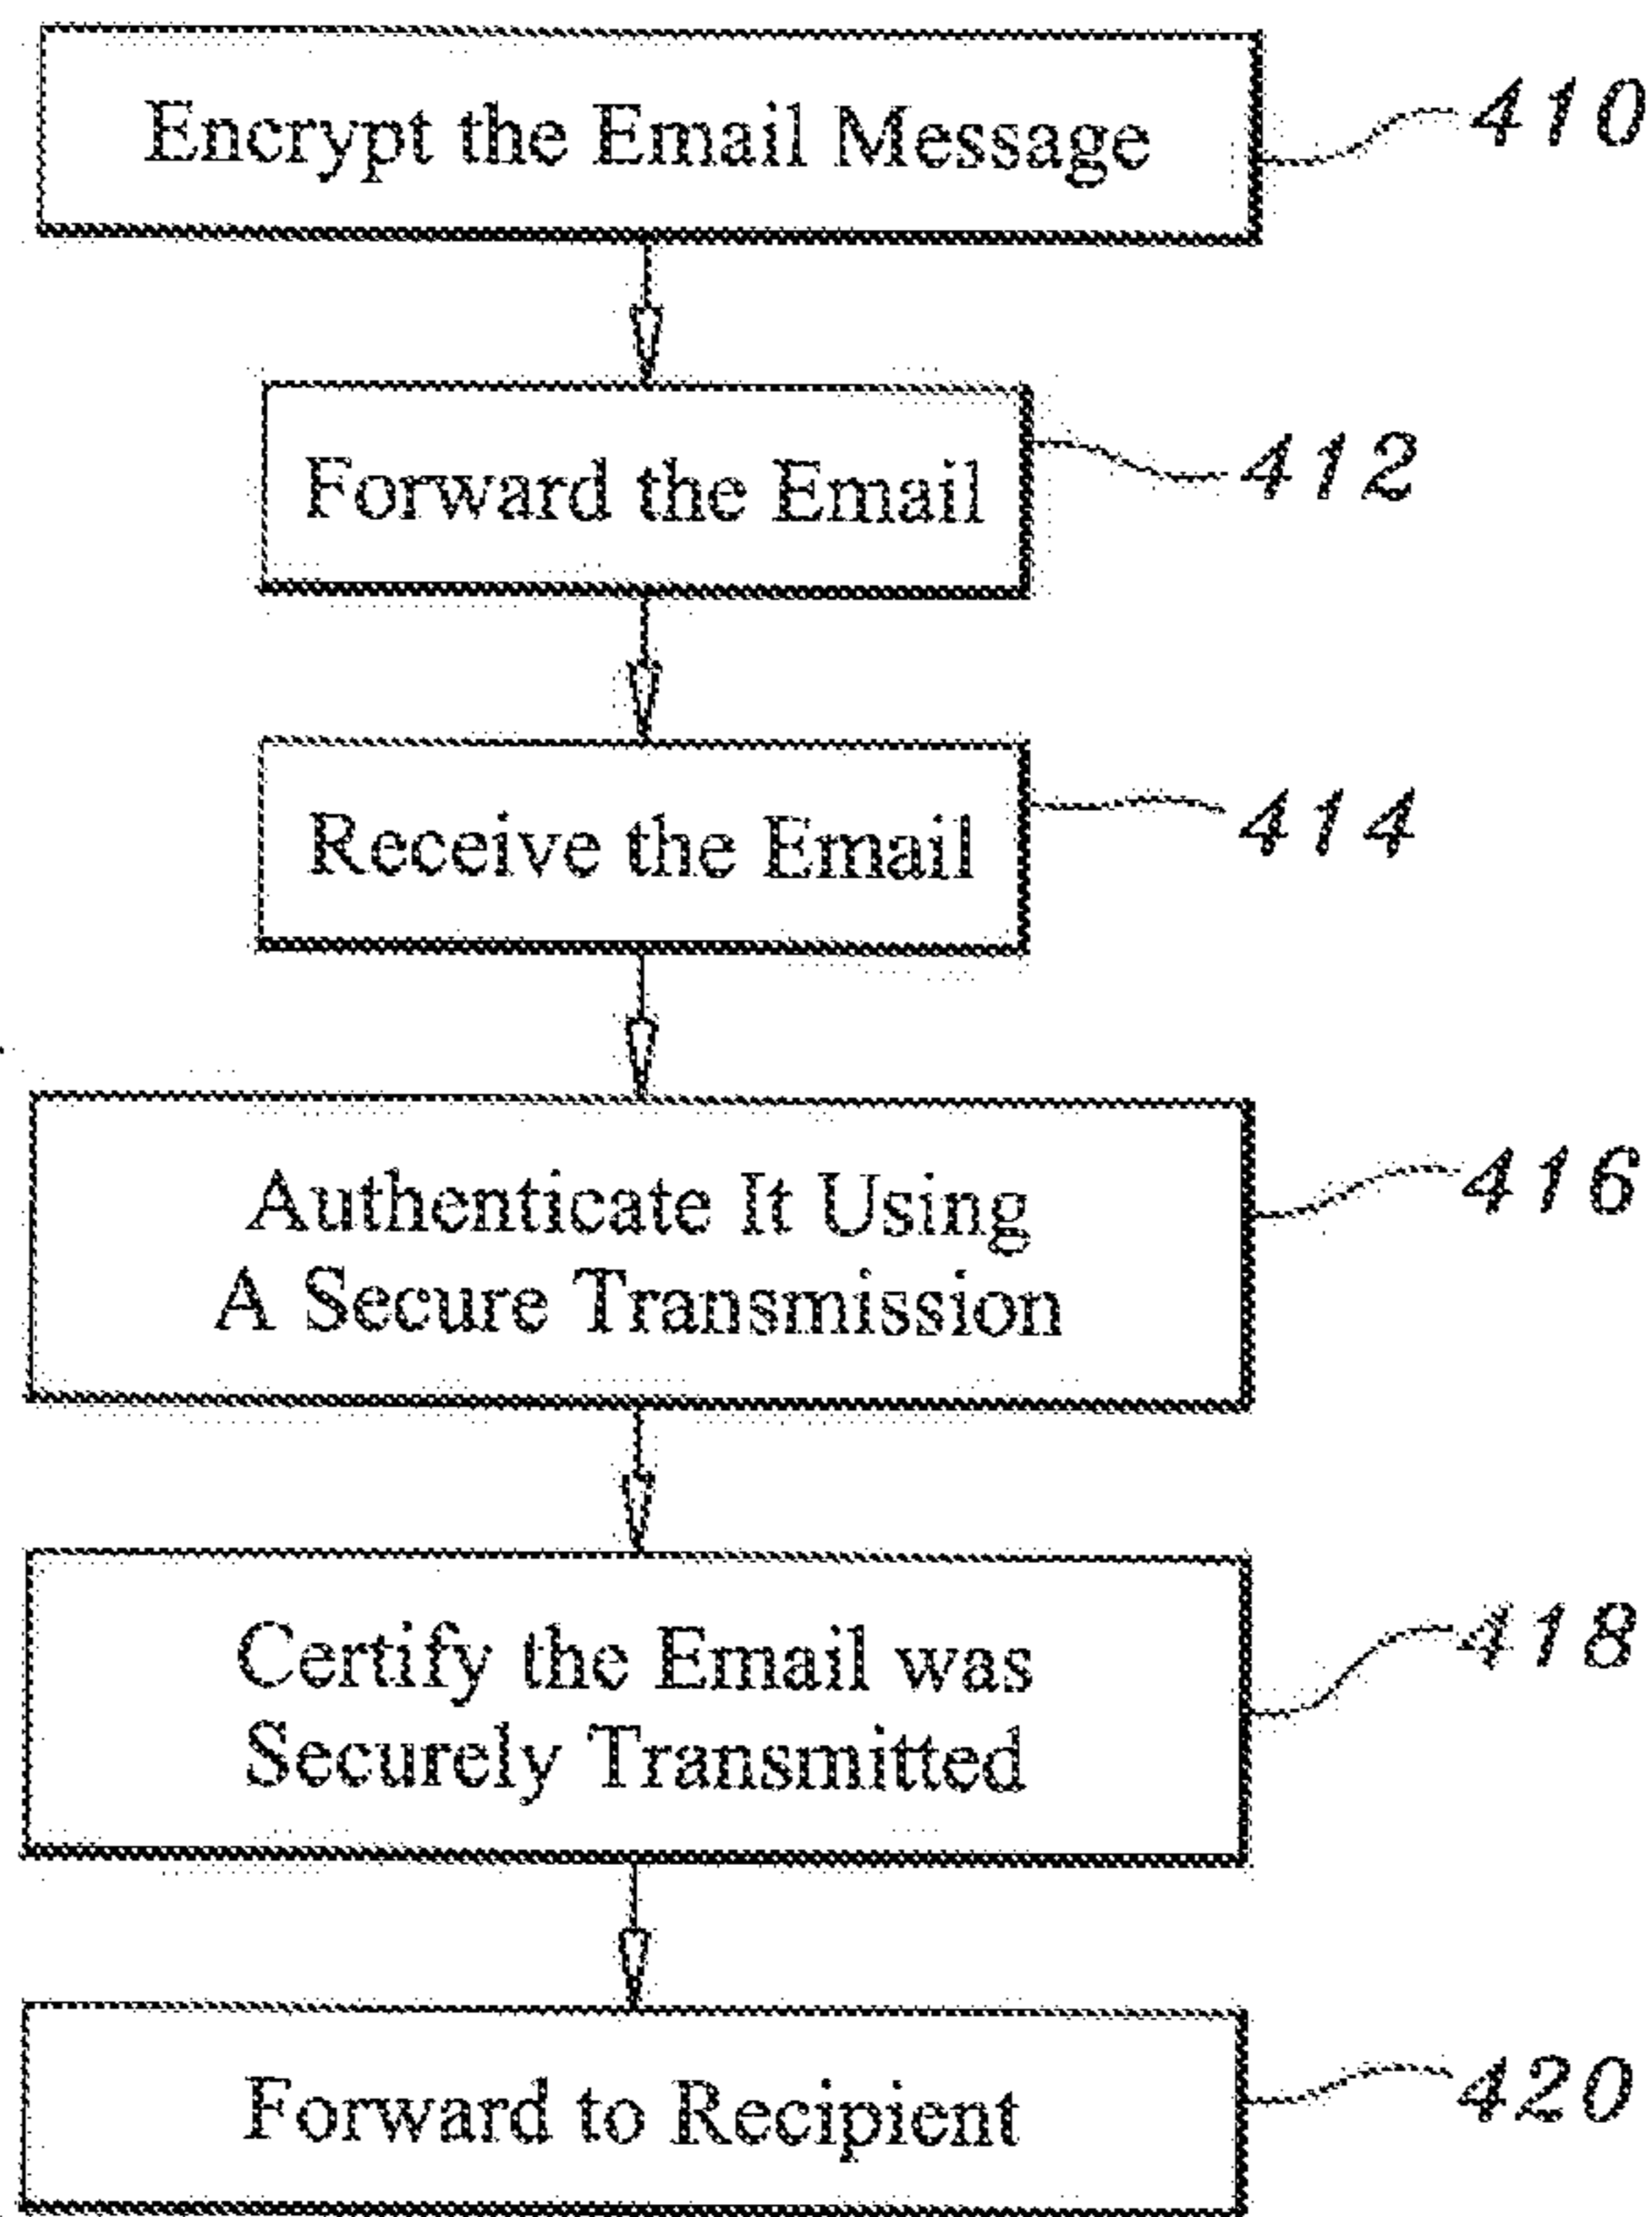 Encrypt the Email Message
410
Forward the Email
412
Receive the Email
414
Authenticate It Using
A Secure Transmission
416
Certify the Email was
Securely Transmitted
418
Forward to Recipient
420